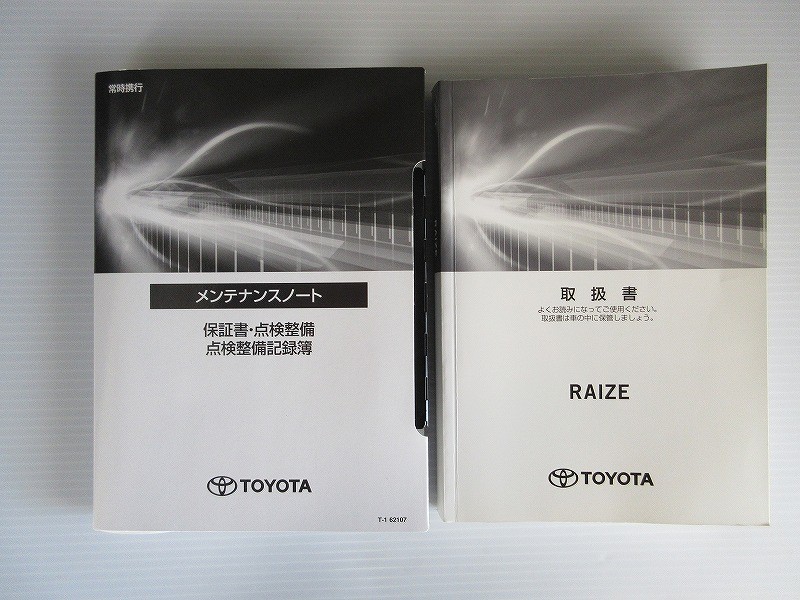 常時携行
メンテナンスノート
保証書・点検整備
点検整備記録簿
TOYOTA
T-1 62107
取扱書
よくお読みになってご使用ください。
取扱書は車の中に保管しましょう。
RAIZE
TOYOTA